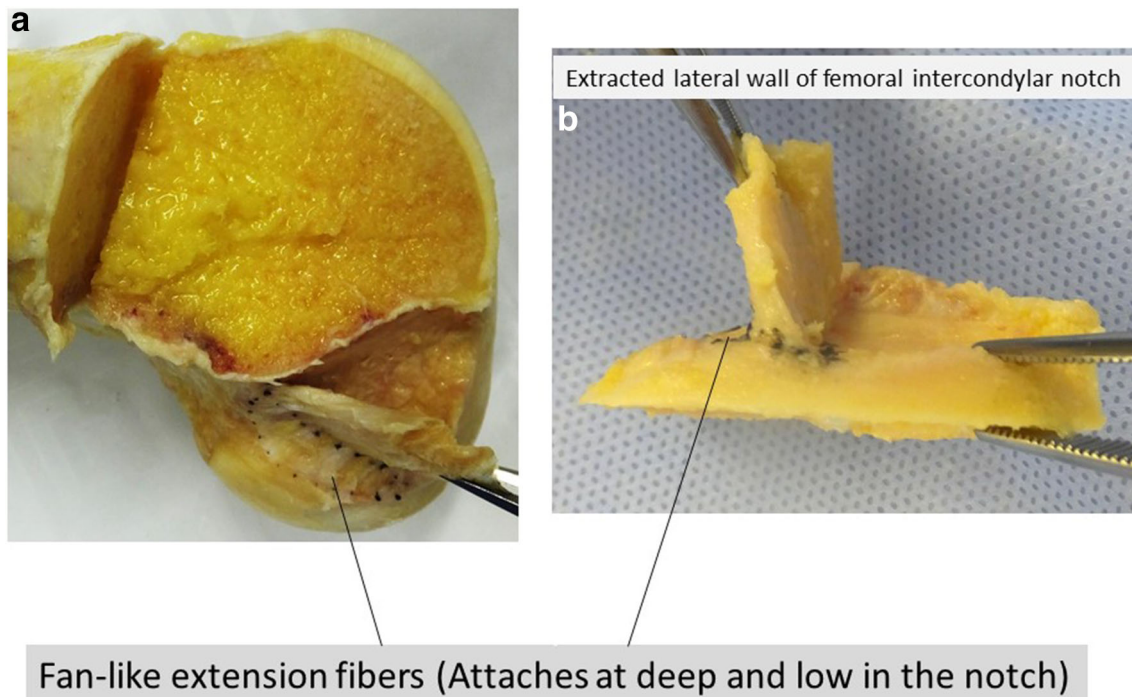 a
Extracted lateral wall of femoral intercondylar notch
b
Fan-like extension fibers (Attaches at deep and low in the notch)